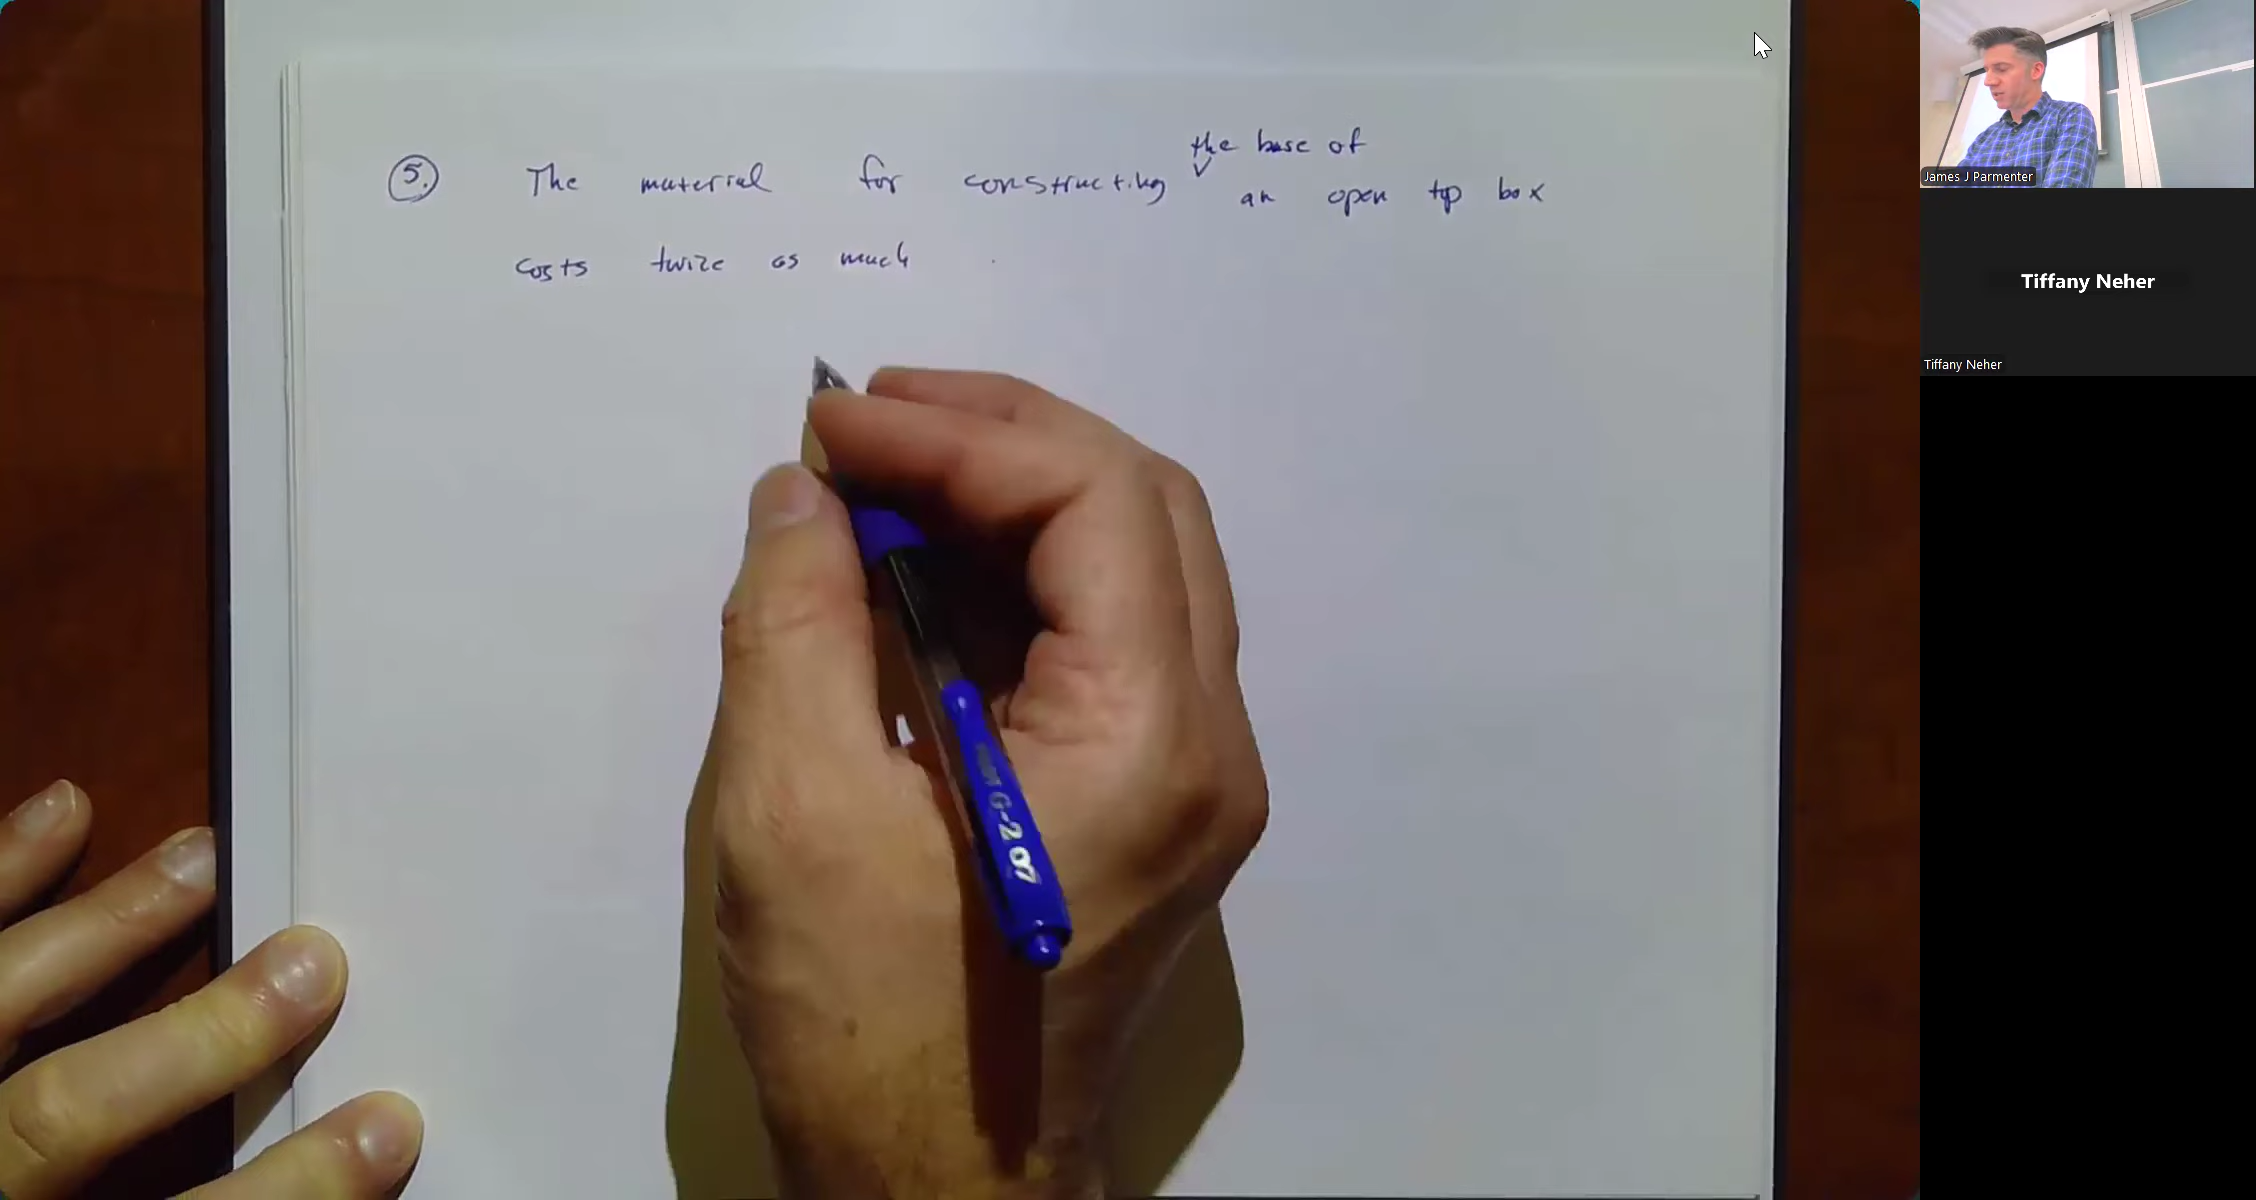 the base of
5. The material for constructing v an open top box
costs twice as much
G-2 07
James J Parmenter
Tiffany Neher
Tiffany Neher